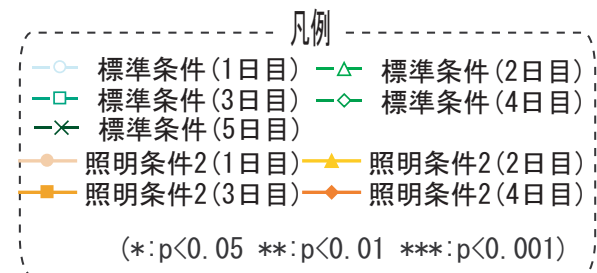 凡例
標準条件(1日目) 標準条件(2日目)
標準条件(3日目) 標準条件(4日目)
標準条件(5日目)
照明条件2(1日目) 照明条件2(2日目)
照明条件2(3日目) 照明条件2(4日目)
(*:p<0.05 **:p<0.01 ***:p<0.001)